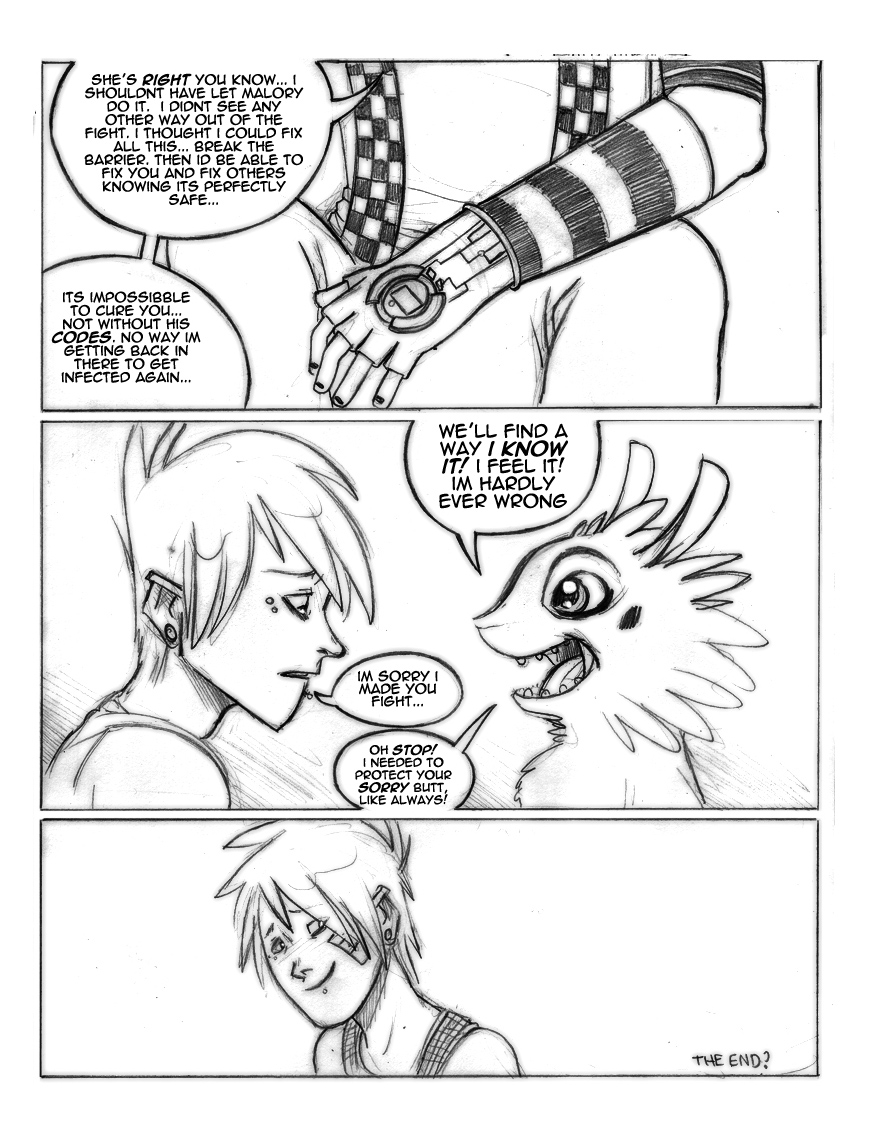 SHE'S RIGHT YOU KNOW... I
SHOULDNT HAVE LET MALORY
DO IT. I DIDNT SEE ANY
OTHER WAY OUT OF THE
FIGHT. I THOUGHT I COULD FIX
ALL THIS... BREAK THE
BARRIER. THEN ID BE ABLE TO
FIX YOU AND FIX OTHERS
KNOWING ITS PERFECTLY
SAFE...
ITS IMPOSSIBBLE
TO CURE YOU...
NOT WITHOUT HIS
CODES. NO WAY IM
GETTING BACK IN
THERE TO GET
INFECTED AGAIN...
WE'LL FIND A
WAY I KNOW
IT! I FEEL IT!
IM HARDLY
EVER WRONG
IM SORRY I
MADE YOU
FIGHT...
OH STOP!
I NEEDED TO
PROTECT YOUR
SORRY BUTT,
LIKE ALWAYS!
THE END?